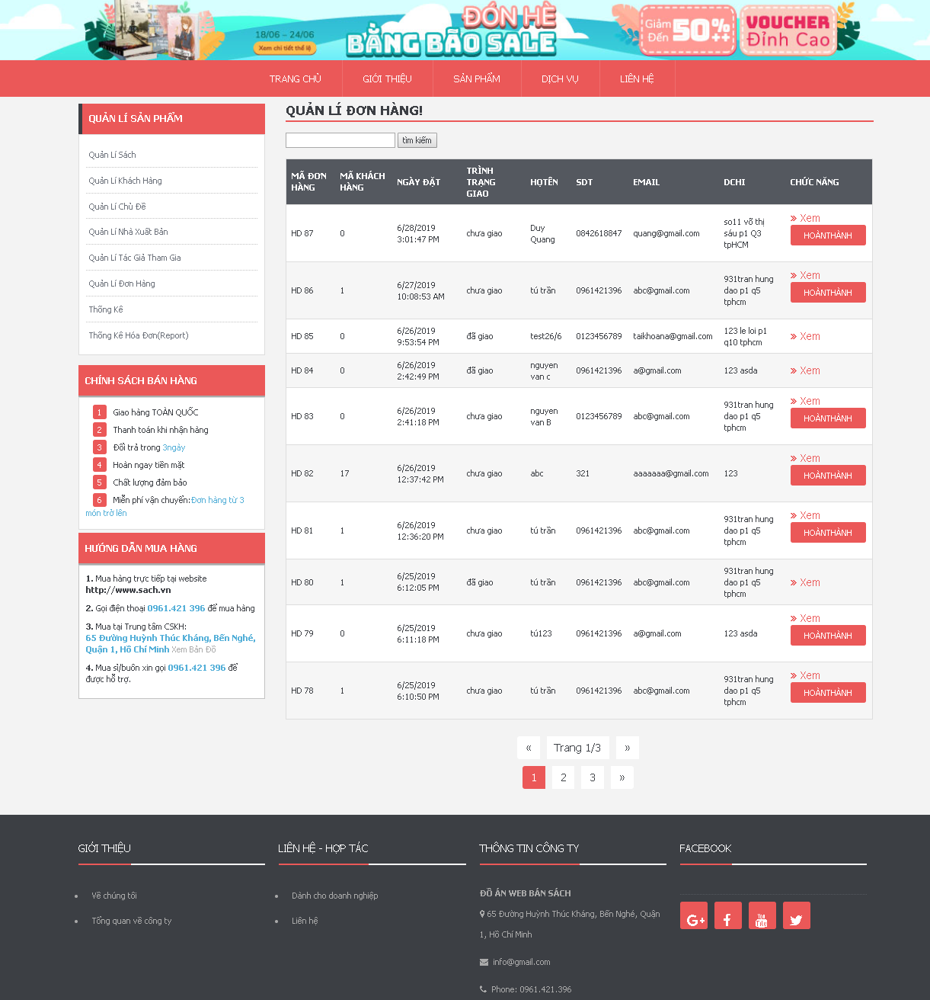 ĐÓN HÈ
BẰNG BÃO SALE
18/06 – 24/06
Xem chi tiết thể lệ
Giảm
Đến 50%++
VOUCHER
Đỉnh Cao
TRANG CHỦ GIỚI THIỆU SẢN PHẨM DỊCH VỤ LIÊN HỆ
QUẢN LÍ SẢN PHẨM
Quản Lí Sách
Quản Lí Khách Hàng
Quản Lí Chủ Đề
Quản Lí Nhà Xuất Bản
Quản Lí Tác Giả Tham Gia
Quản Lí Đơn Hàng
Thống Kê
Thống Kê Hóa Đơn(Report)
CHÍNH SÁCH BÁN HÀNG
1 Giao hàng TOÀN QUỐC
2 Thanh toán khi nhận hàng
3 Đổi trả trong 3ngày
4 Hoàn ngay tiền mặt
5 Chất lượng đảm bảo
6 Miễn phí vận chuyển:Đơn hàng từ 3
món trở lên
HƯỚNG DẪN MUA HÀNG
1. Mua hàng trực tiếp tại website
http://www.sach.vn
2. Gọi điện thoại 0961.421 396 để mua hàng
3. Mua tại Trung tâm CSKH:
65 Đường Huỳnh Thúc Kháng, Bến Nghé,
Quận 1, Hồ Chí Minh Xem Bản Đồ
4. Mua sỉ/buôn xin gọi 0961.421 396 để
được hỗ trợ.
QUẢN LÍ ĐƠN HÀNG!
tìm kiếm
MÃ ĐƠN HÀNG MÃ KHÁCH HÀNG NGÀY ĐẶT TRÌNH TRẠNG GIAO HỌTÊN SDT EMAIL DCHI CHỨC NĂNG
HD 87 0 6/28/2019 3:01:47 PM chưa giao Duy Quang 0842618847 quang@gmail.com so11 võ thị sáu p1 Q3 tpHCM » Xem HOÀNTHÀNH
HD 86 1 6/27/2019 10:08:53 AM chưa giao tú trần 0961421396 abc@gmail.com 931tran hung dao p1 q5 tphcm » Xem HOÀNTHÀNH
HD 85 0 6/26/2019 9:53:54 PM đã giao test26/6 0123456789 taikhoana@gmail.com 123 le loi p1 q10 tphcm » Xem
HD 84 0 6/26/2019 2:42:49 PM đã giao nguyen van c 0961421396 a@gmail.com 123 asda » Xem
HD 83 0 6/26/2019 2:41:18 PM chưa giao nguyen van B 0123456789 abc@gmail.com 931tran hung dao p1 q5 tphcm » Xem HOÀNTHÀNH
HD 82 17 6/26/2019 12:37:42 PM chưa giao abc 321 aaaaaaa@gmail.com 123 » Xem HOÀNTHÀNH
HD 81 1 6/26/2019 12:36:20 PM chưa giao tú trần 0961421396 abc@gmail.com 931tran hung dao p1 q5 tphcm » Xem HOÀNTHÀNH
HD 80 1 6/25/2019 6:12:05 PM đã giao tú trần 0961421396 abc@gmail.com 931tran hung dao p1 q5 tphcm » Xem
HD 79 0 6/25/2019 6:11:18 PM chưa giao tú123 0961421396 a@gmail.com 123 asda » Xem HOÀNTHÀNH
HD 78 1 6/25/2019 6:10:50 PM chưa giao tú trần 0961421396 abc@gmail.com 931tran hung dao p1 q5 tphcm » Xem HOÀNTHÀNH
« Trang 1/3 »
1 2 3 »
GIỚI THIỆU
Về chúng tôi
Tổng quan về công ty
LIÊN HỆ - HỢP TÁC
Dành cho doanh nghiệp
Liên hệ
THÔNG TIN CÔNG TY
ĐỒ ÁN WEB BÁN SÁCH
65 Đường Huỳnh Thúc Kháng, Bến Nghé, Quận
1, Hồ Chí Minh
info@gmail.com
Phone: 0961.421.396
FACEBOOK
G+ f You Tube